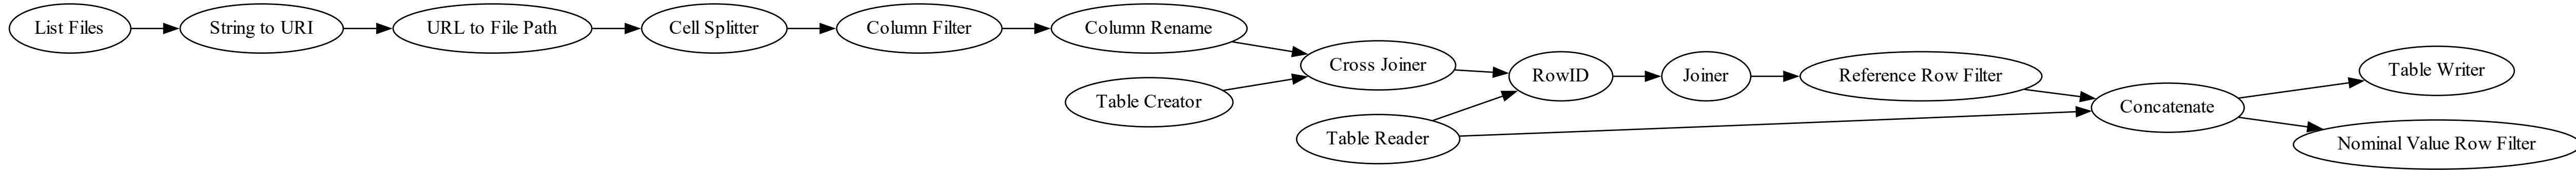 List Files
String to URI
URL to File Path
Cell Splitter
Column Filter
Column Rename
Table Creator
Cross Joiner
Table Reader
RowID
Joiner
Reference Row Filter
Concatenate
Table Writer
Nominal Value Row Filter